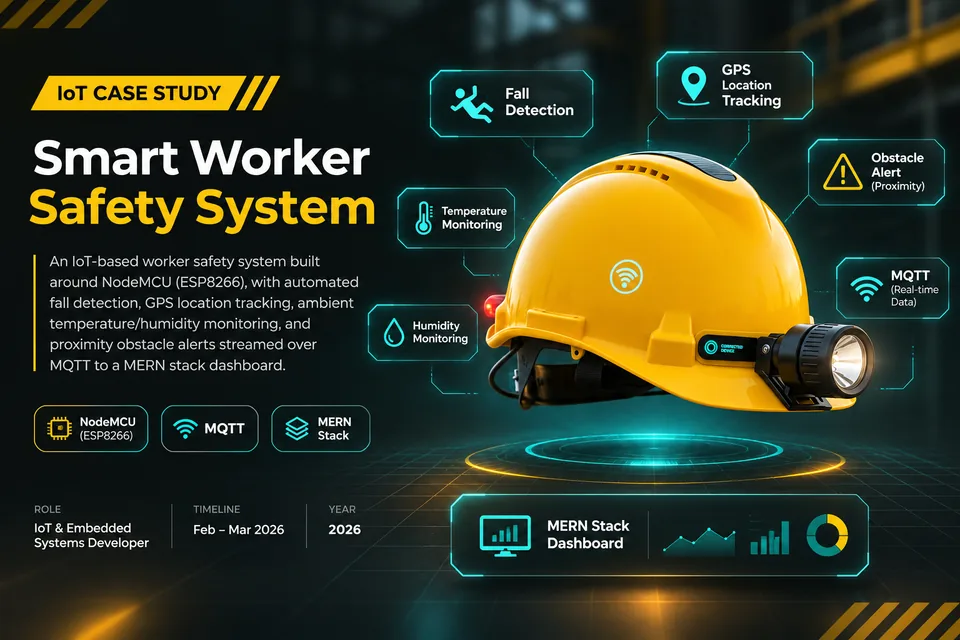 IoT CASE STUDY
Smart Worker
Safety System
An IoT-based worker safety system built
around NodeMCU (ESP8266), with automated
fall detection, GPS location tracking, ambient
temperature/humidity monitoring, and
proximity obstacle alerts streamed over
MQTT to a MERN stack dashboard.
NodeMCU
(ESP8266)
MQTT
MERN
Stack
ROLE
IoT & Embedded
Systems Developer
TIMELINE
Feb – Mar 2026
YEAR
2026
Fall
Detection
GPS
Location
Tracking
Obstacle
Alert
(Proximity)
Temperature
Monitoring
MQTT
(Real-time
Data)
Humidity
Monitoring
CONNECTED
DEVICE
MERN Stack
Dashboard